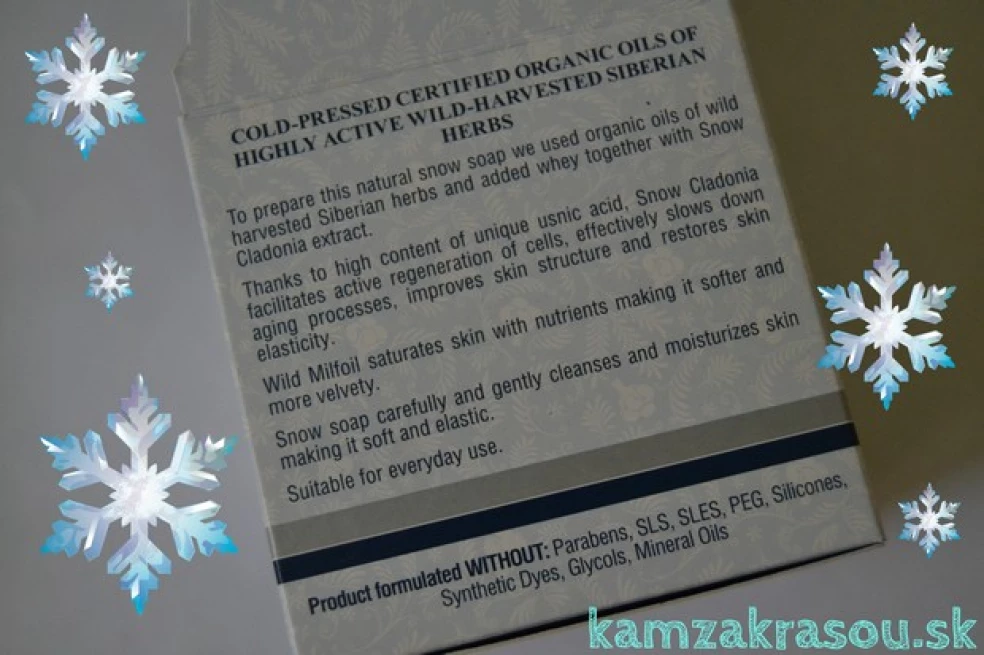 COLD-PRESSED CERTIFIED ORGANIC OILS OF
HIGHLY ACTIVE WILD-HARVESTED SIBERIAN
HERBS
To prepare this natural snow soap we used organic oils of wild
harvested Siberian herbs and added whey together with Snow
Cladonia extract.
Thanks to high content of unique usnic acid, Snow Cladonia
facilitates active regeneration of cells, effectively slows down
aging processes, improves skin structure and restores skin
elasticity.
Wild Milfoil saturates skin with nutrients making it softer and
more velvety.
Snow soap carefully and gently cleanses and moisturizes skin
making it soft and elastic.
Suitable for everyday use.
Product formulated WITHOUT: Parabens, SLS, SLES, PEG, Silicones,
Synthetic Dyes, Glycols, Mineral Oils
kamzakrasou.sk